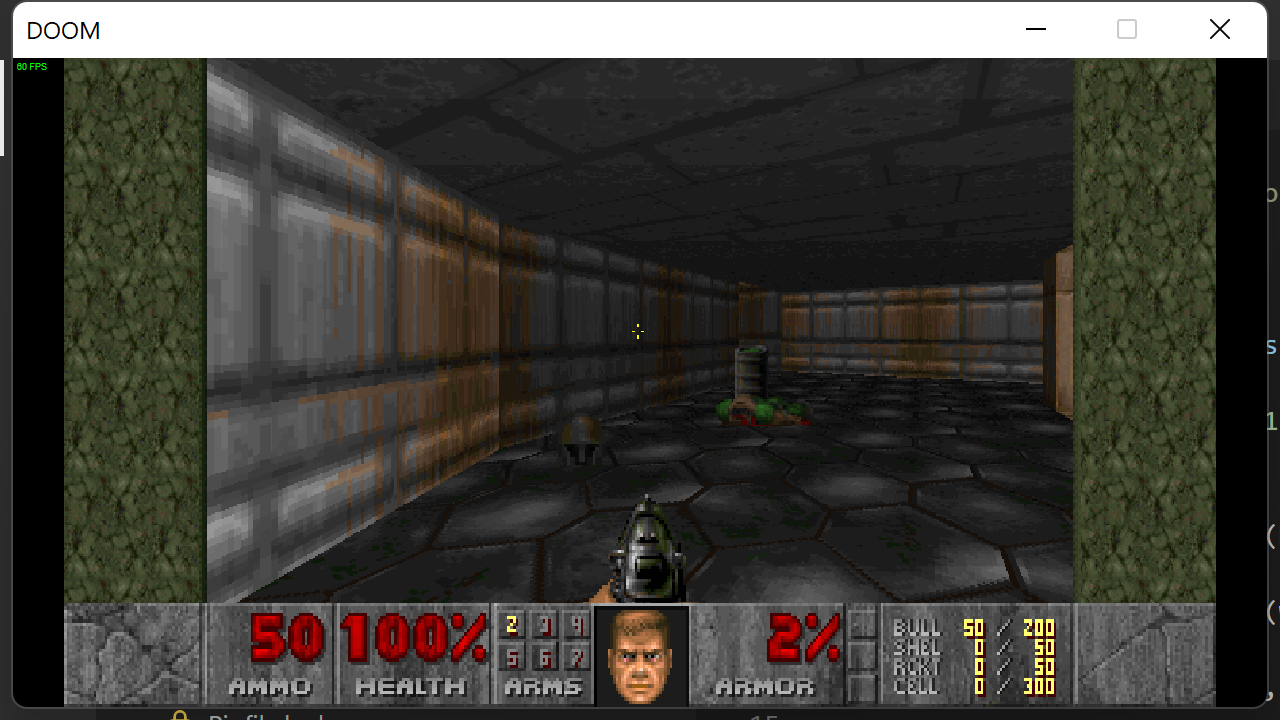 DOOM
60 FPS
50 100% 2 3 4 5 6 7 2%
AMMO HEALTH ARMS ARMOR
BULL 50 / 200
SHEL 0 / 50
RCKT 0 / 50
CELL 0 / 300